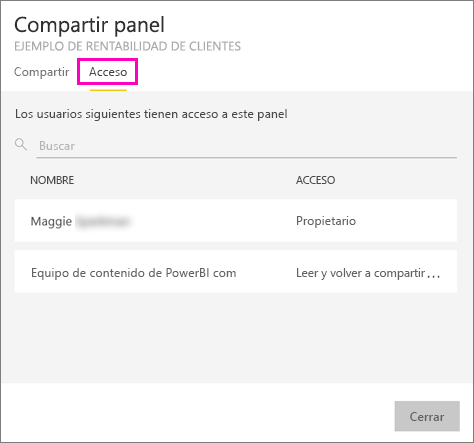 Compartir panel
EJEMPLO DE RENTABILIDAD DE CLIENTES
Compartir Acceso
Los usuarios siguientes tienen acceso a este panel
Buscar
NOMBRE ACCESO
Maggie Propietario
Equipo de contenido de PowerBI com Leer y volver a compartir...
Cerrar